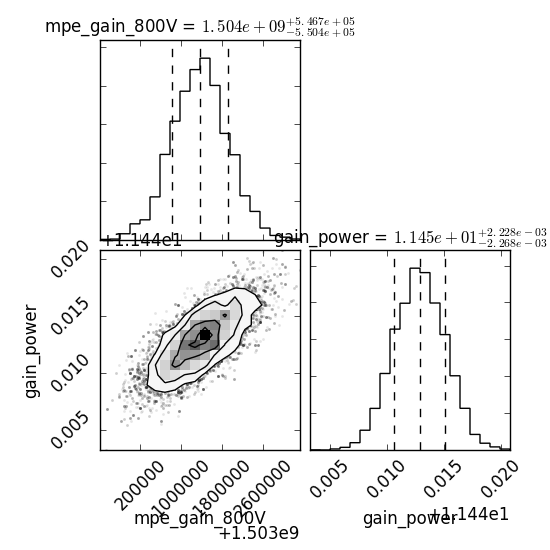 mpe_gain_800V = 1.504e + 09 +5.467e+05 −5.504e+05
+1.144e1
gain_power = 1.145e + 01 +2.228e−03 −2.268e−03
0.020
0.015
0.010
0.005
gain_power
200000 1000000 1800000 2600000
mpe_gain_800V
+1.503e9
0.005 0.010 0.015 0.020
gain_power
+1.144e1